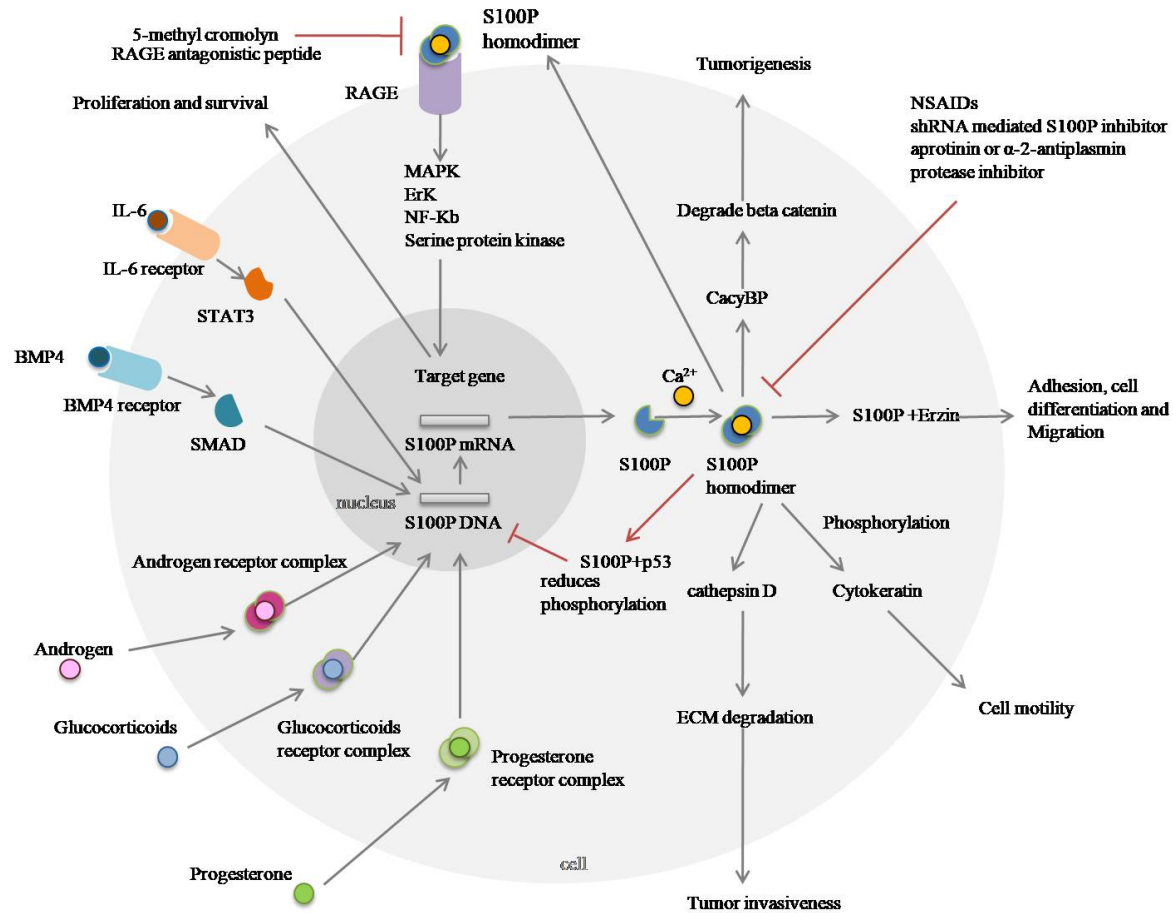 S100P
homodimer
5-methyl cromolyn
RAGE antagonistic peptide
RAGE
Tumorigenesis
Proliferation and survival
NSAIDs
shRNA mediated S100P inhibitor
aprotinin or α-2-antiplasmin
protease inhibitor
MAPK
ErK
NF-Kb
Serine protein kinase
IL-6
IL-6 receptor
STAT3
Degrade beta catenin
CacyBP
BMP4
BMP4 receptor
SMAD
Target gene
S100P mRNA
nucleus
S100P DNA
Ca2+
S100P
S100P
homodimer
S100P +Erzin
Adhesion, cell
differentiation and
Migration
Phosphorylation
S100P+p53
reduces
phosphorylation
cathepsin D
Cytokeratin
Androgen receptor complex
Androgen
Glucocorticoids
Glucocorticoids
receptor complex
Progesterone
receptor complex
ECM degradation
Cell motility
cell
Progesterone
Tumor invasiveness